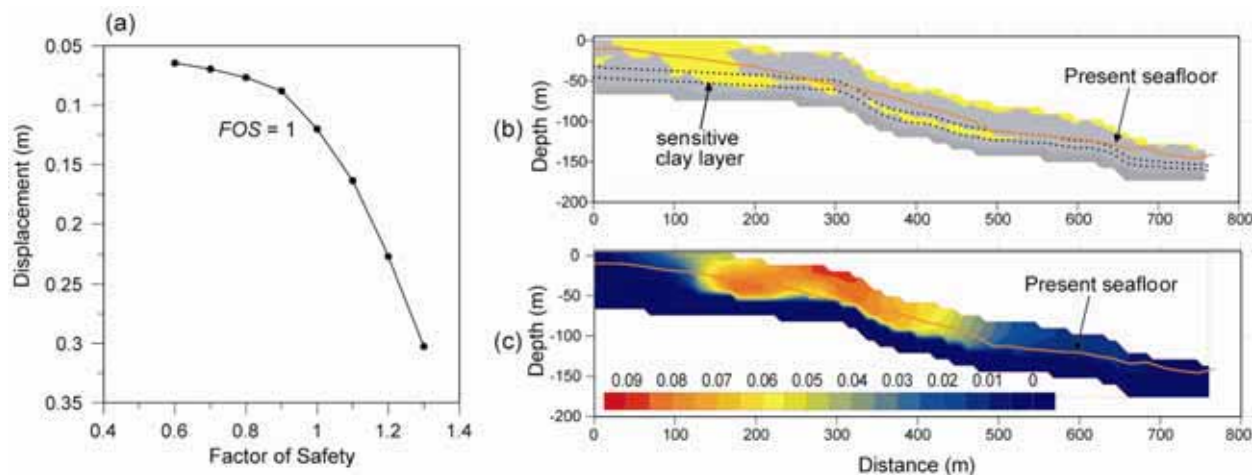 (a)
0.05
0.1
0.15
0.2
0.25
0.3
0.35
Displacement (m)
FOS = 1
0.4 0.6 0.8 1 1.2 1.4
Factor of Safety
(b)
0
-50
-100
-150
-200
Depth (m)
Present seafloor
sensitive
clay layer
0 100 200 300 400 500 600 700 800
(c)
0
-50
-100
-150
-200
Depth (m)
Present seafloor
0.09 0.08 0.07 0.06 0.05 0.04 0.03 0.02 0.01 0
0 100 200 300 400 500 600 700 800
Distance (m)